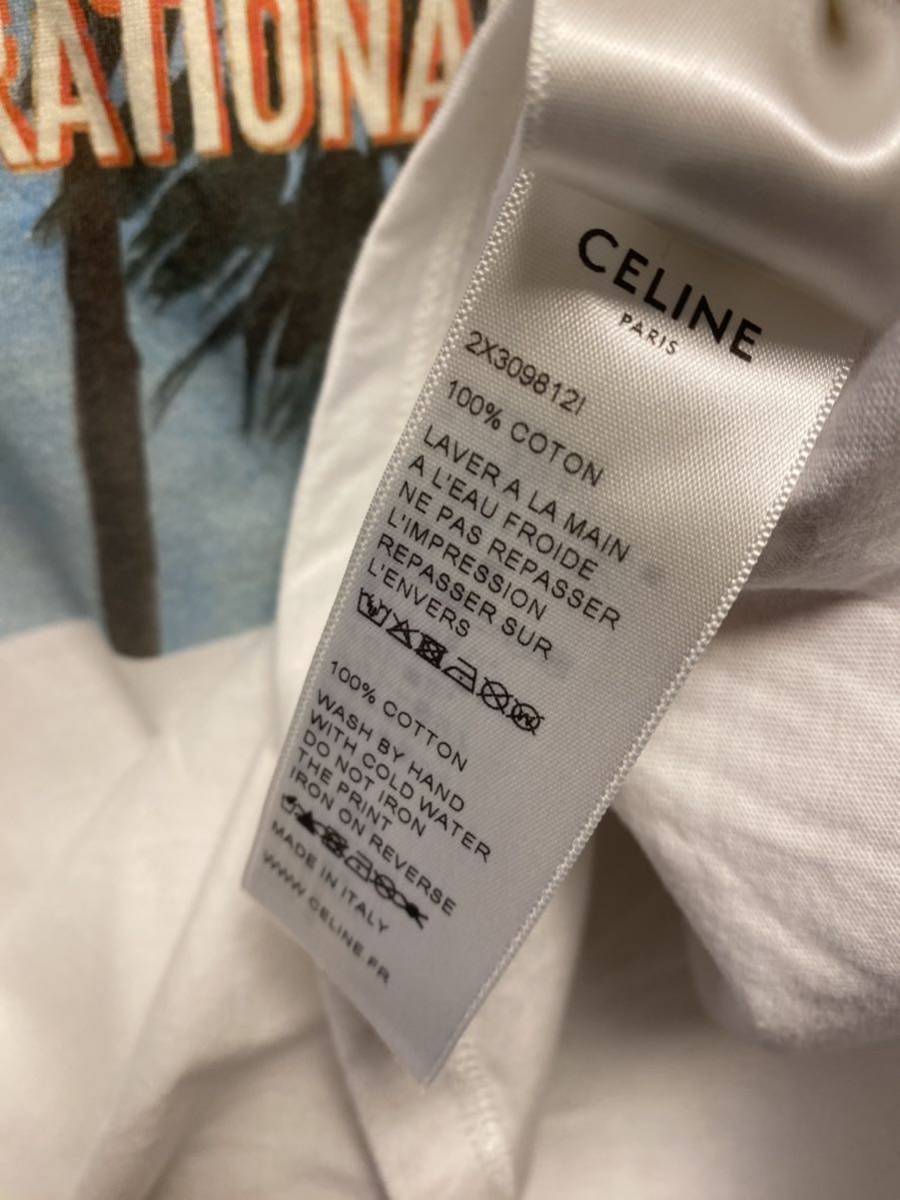 RATIONA
CELINE
PARIS
2X309812I
100% COTON
LAVER A LA MAIN
A L'EAU FROIDE
NE PAS REPASSER
L'IMPRESSION
REPASSER SUR
L'ENVERS
100% COTTON
WASH BY HAND
WITH COLD WATER
DO NOT IRON
THE PRINT
IRON ON REVERSE
MADE IN ITALY
WWW.CELINE.FR